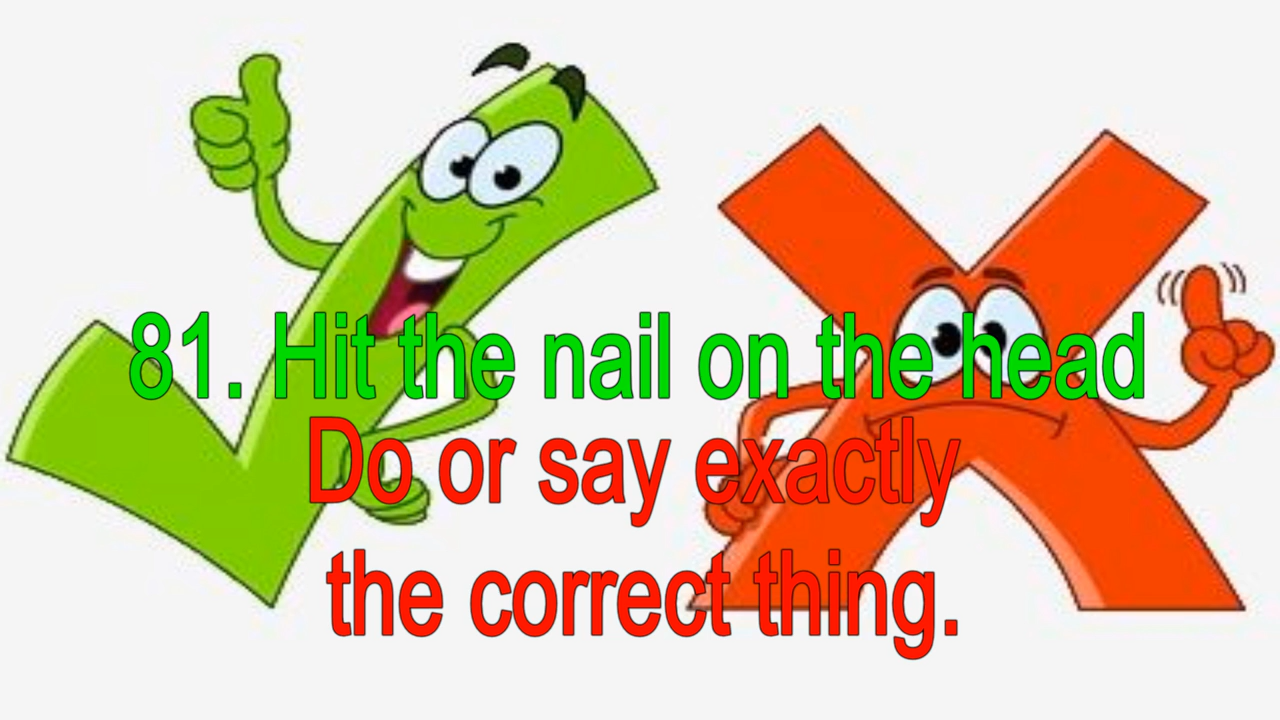 81. Hit the nail on the head
Do or say exactly
the correct thing.